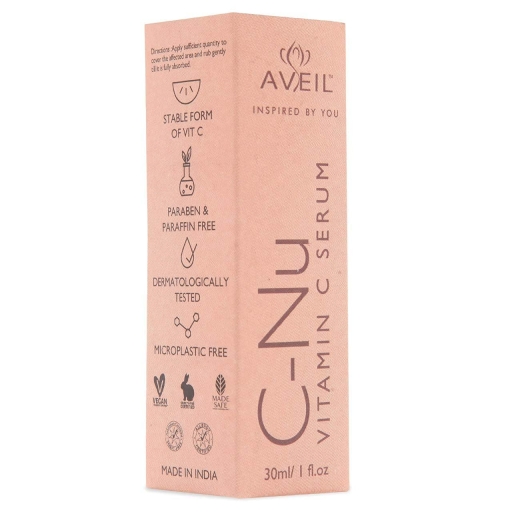 Directions: Apply sufficient quantity to
cover the affected area and rub gently
till it is fully absorbed.
STABLE FORM
OF VIT C
PARABEN &
PARAFFIN FREE
DERMATOLOGICALLY
TESTED
MICROPLASTIC FREE
VEGAN
MADE
SAFE
MADE IN INDIA
AVEIL™
INSPIRED BY YOU
C-Nu
VITAMIN C SERUM
30ml/ 1 fl.oz